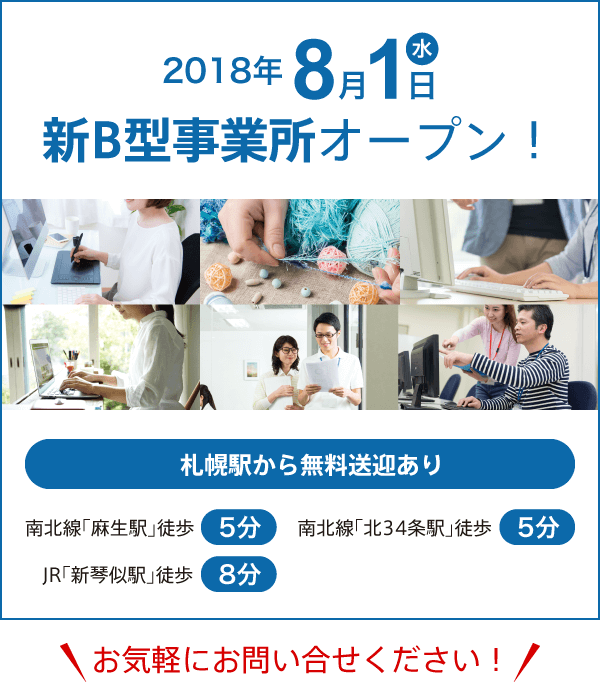 2018年 8月1日 水
新B型事業所オープン！
札幌駅から無料送迎あり
南北線「麻生駅」徒歩 5分 南北線「北34条駅」徒歩 5分
JR「新琴似駅」徒歩 8分
お気軽にお問い合せください！